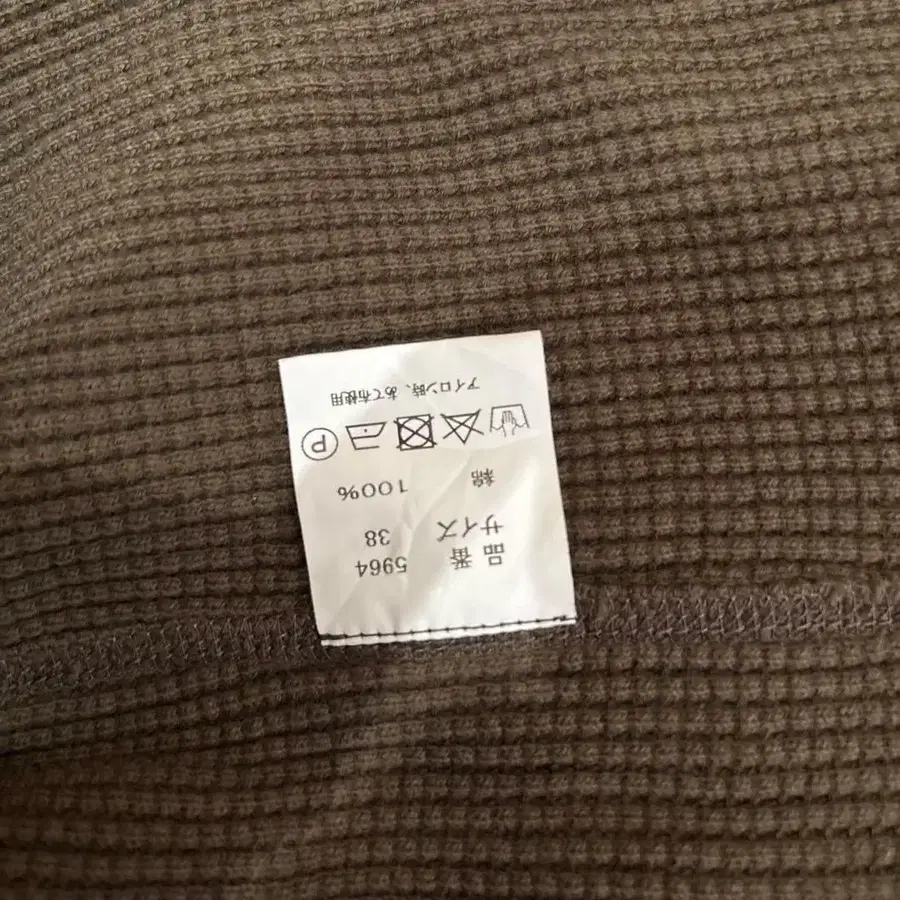 品番 5964
サイズ 38
綿 100%
P
アイロン時、あて布使用